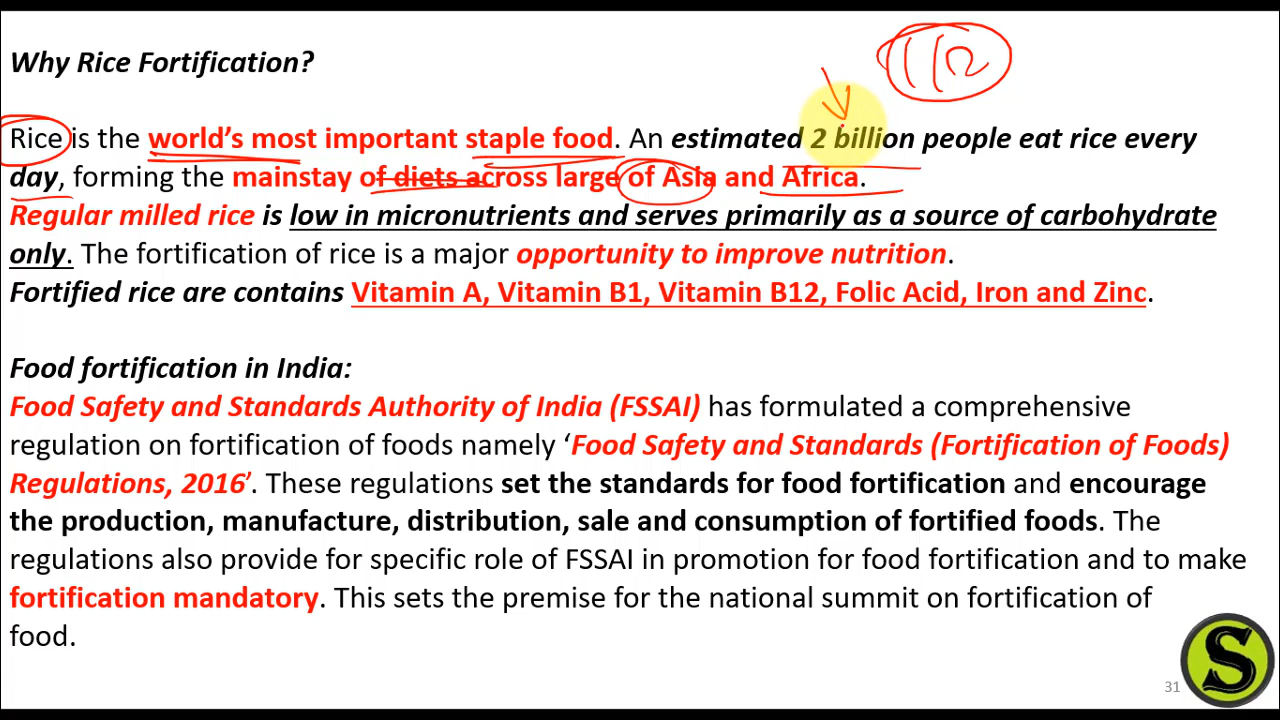 Why Rice Fortification?
Rice is the world's most important staple food. An estimated 2 billion people eat rice every
day, forming the mainstay of diets across large of Asia and Africa.
Regular milled rice is low in micronutrients and serves primarily as a source of carbohydrate
only. The fortification of rice is a major opportunity to improve nutrition.
Fortified rice are contains Vitamin A, Vitamin B1, Vitamin B12, Folic Acid, Iron and Zinc.
Food fortification in India:
Food Safety and Standards Authority of India (FSSAI) has formulated a comprehensive
regulation on fortification of foods namely ‘Food Safety and Standards (Fortification of Foods)
Regulations, 2016’. These regulations set the standards for food fortification and encourage
the production, manufacture, distribution, sale and consumption of fortified foods. The
regulations also provide for specific role of FSSAI in promotion for food fortification and to make
fortification mandatory. This sets the premise for the national summit on fortification of
food.
S
31